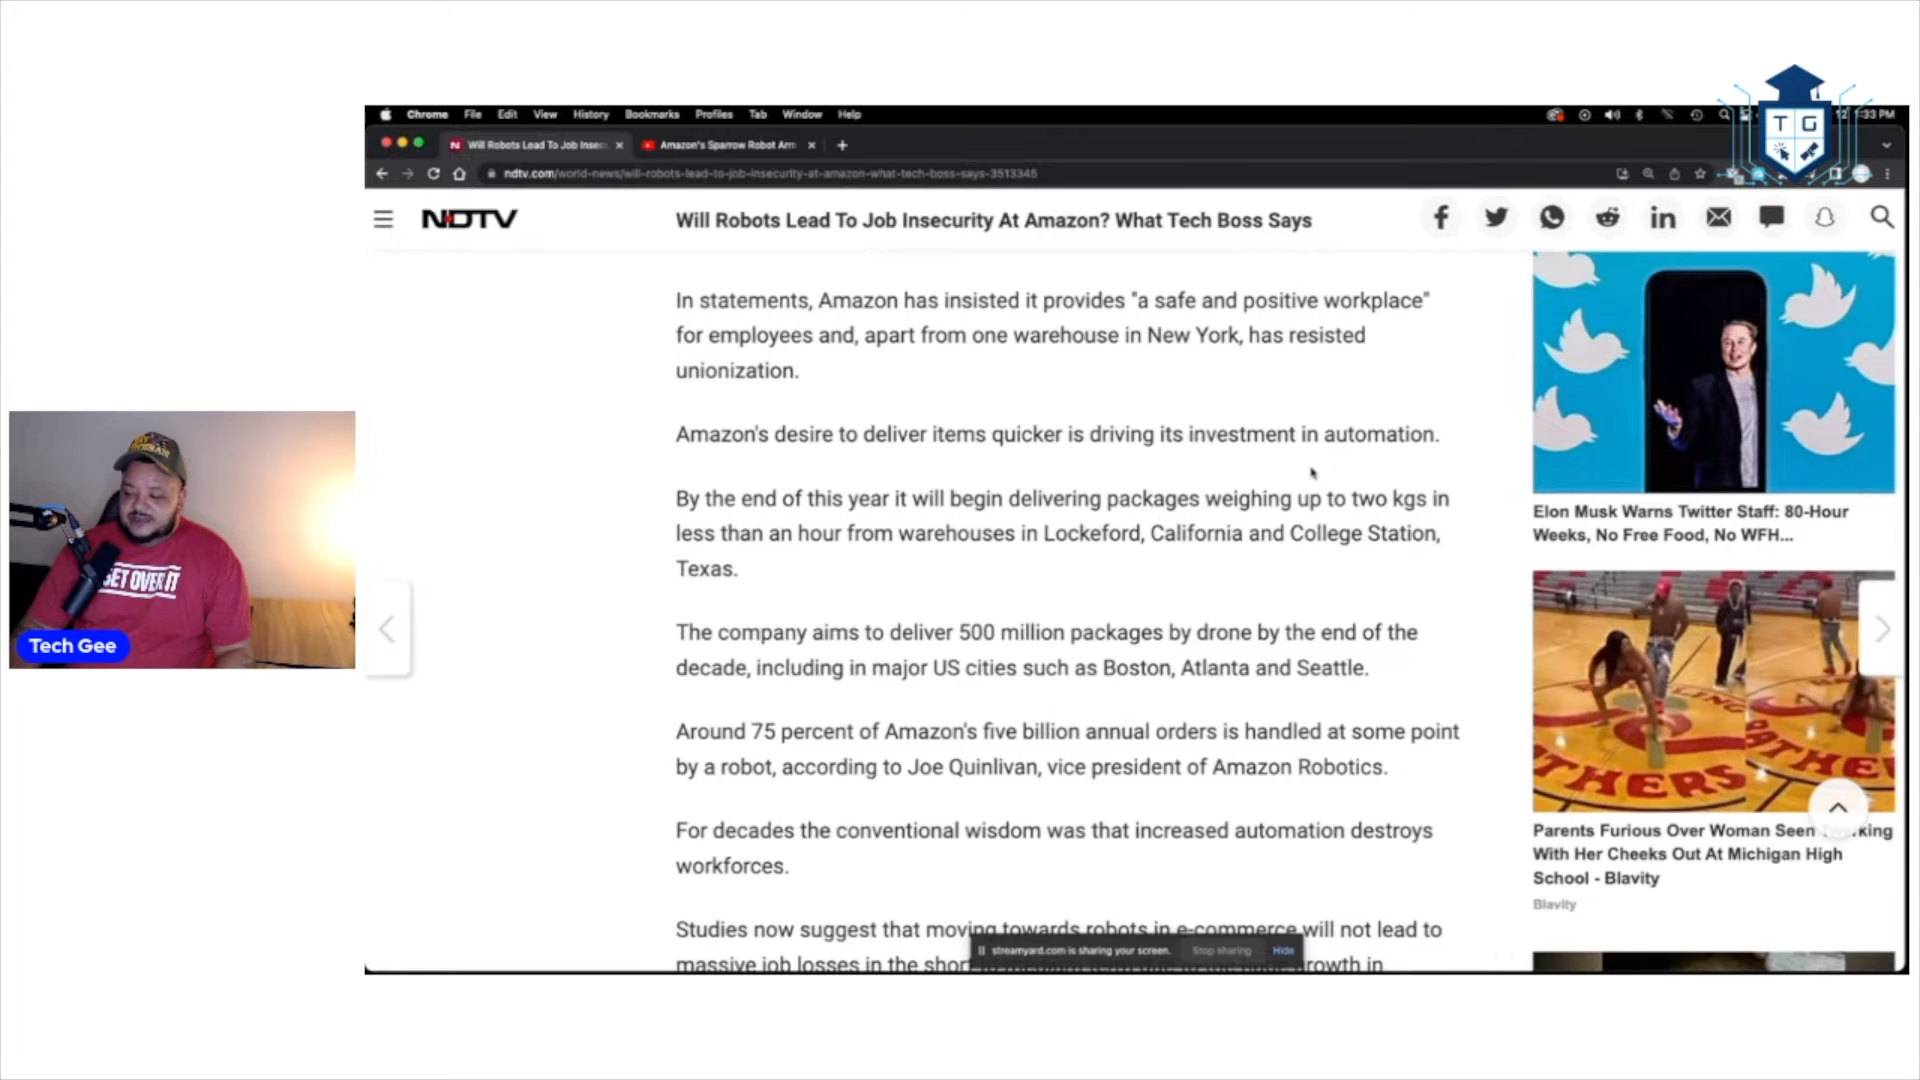 Chrome File Edit View History Bookmarks Profiles Tab Window Help
1:33 PM
T G
Will Robots Lead To Job Insec
Amazon's Sparrow Robot Arm
ndtv.com/world-news/will-robots-lead-to-job-insecurity-at-amazon-what-tech-boss-says-3513345
NDTV
Will Robots Lead To Job Insecurity At Amazon? What Tech Boss Says
In statements, Amazon has insisted it provides "a safe and positive workplace"
for employees and, apart from one warehouse in New York, has resisted
unionization.
Amazon's desire to deliver items quicker is driving its investment in automation.
By the end of this year it will begin delivering packages weighing up to two kgs in
less than an hour from warehouses in Lockeford, California and College Station,
Texas.
The company aims to deliver 500 million packages by drone by the end of the
decade, including in major US cities such as Boston, Atlanta and Seattle.
Around 75 percent of Amazon's five billion annual orders is handled at some point
by a robot, according to Joe Quinlivan, vice president of Amazon Robotics.
For decades the conventional wisdom was that increased automation destroys
workforces.
Studies now suggest that moving towards robots in e-commerce will not lead to
massive job losses in the short
growth in
streamyard.com is sharing your screen. Stop sharing Hide
Elon Musk Warns Twitter Staff: 80-Hour
Weeks, No Free Food, No WFH...
Parents Furious Over Woman Seen
With Her Cheeks Out At Michigan High
School - Blavity
Blavity
GET OVER IT
Tech Gee